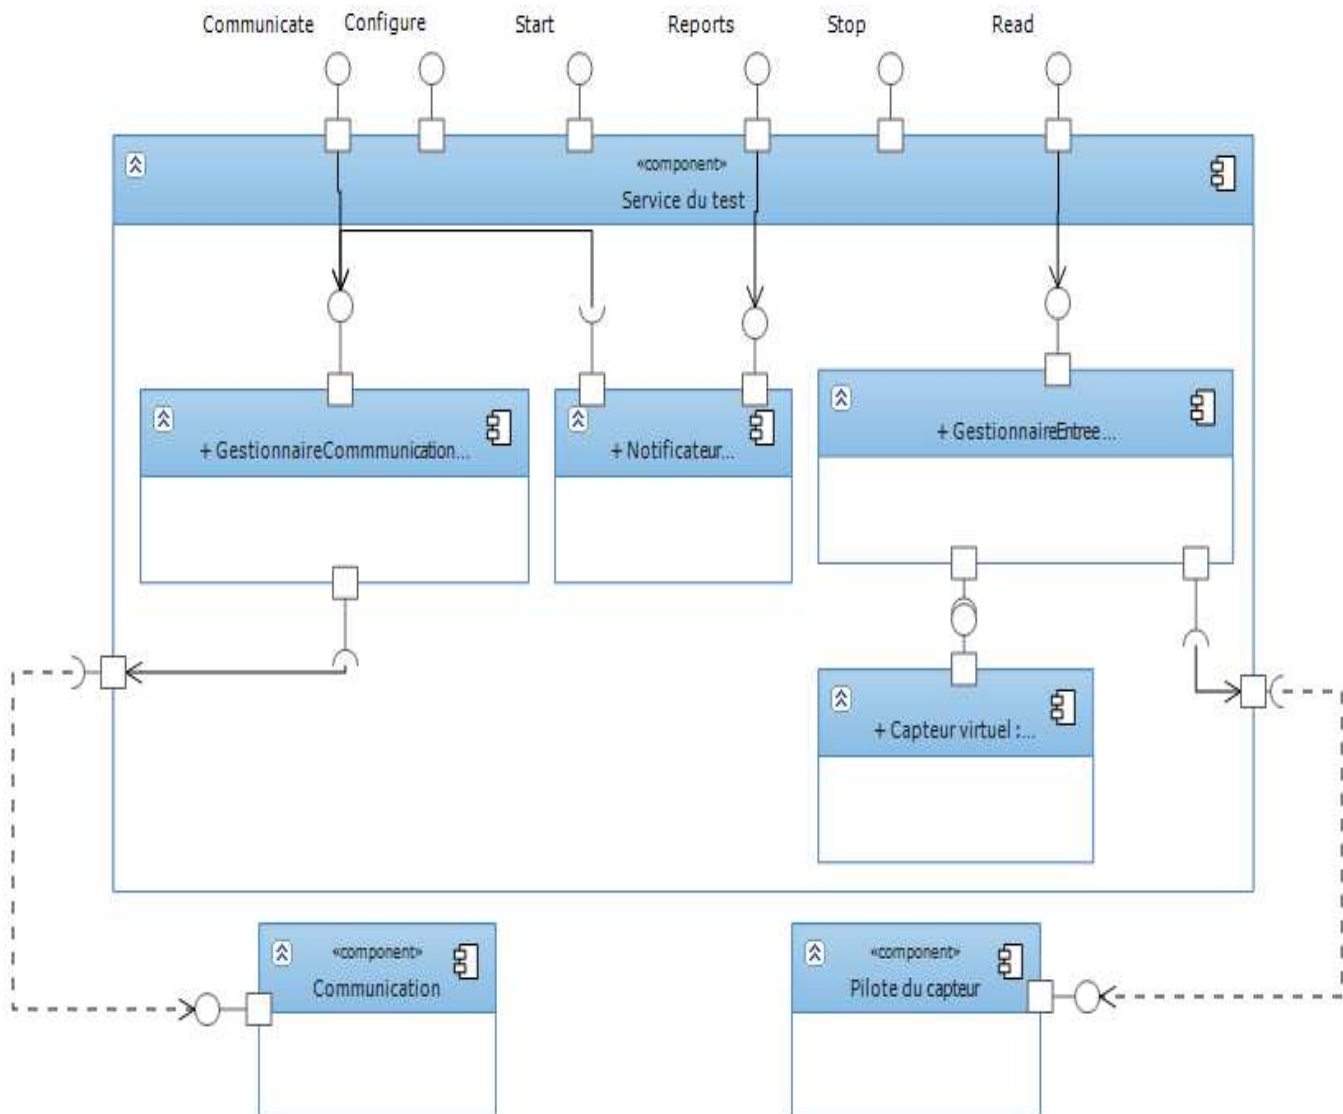 Communicate
Configure
Start
Reports
Stop
Read
«component»
Service du test
+ GestionnaireCommmunication...
+ Notificateur...
+ GestionnaireEntree...
+ Capteur virtuel :...
«component»
Communication
«component»
Pilote du capteur